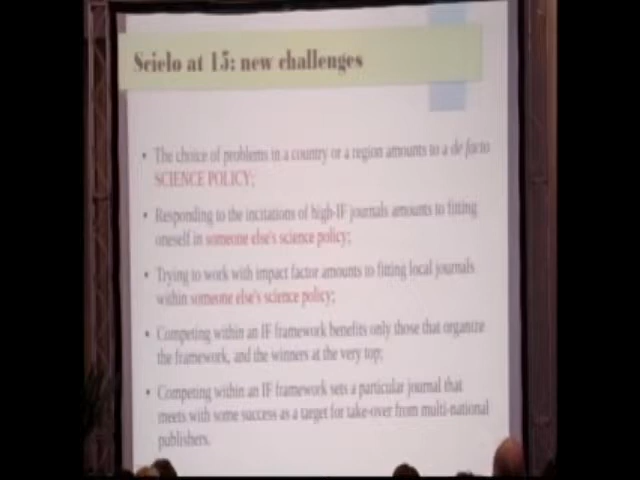 Scielo at 15: new challenges
• The choice of problems in a country or a region amounts to a de facto
SCIENCE POLICY;
• Responding to the incitations of high-IF journals amounts to fitting
oneself in someone else's science policy;
• Trying to work with impact factor amounts to fitting local journals
within someone else's science policy;
• Competing within an IF framework benefits only those that organize
the framework, and the winners at the very top;
• Competing within an IF framework sets a particular journal that
meets with some success as a target for take-over from multi-national
publishers.